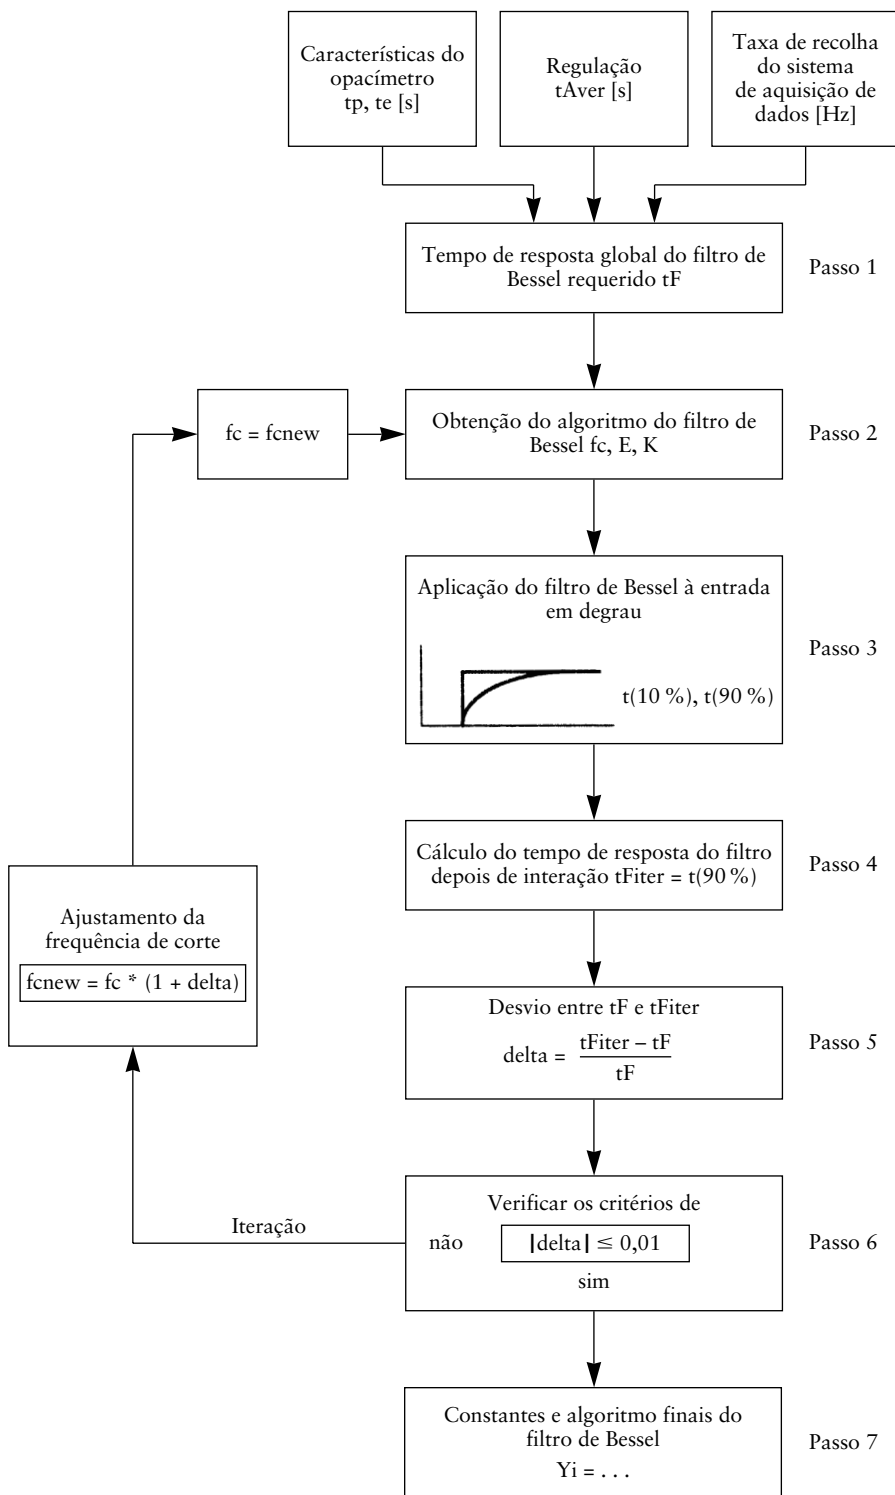 Características do
opacímetro
tp, te [s]
Regulação
tAver [s]
Taxa de recolha
do sistema
de aquisição de
dados [Hz]
Tempo de resposta global do filtro de
Bessel requerido tF
Passo 1
fc = fcnew
Obtenção do algoritmo do filtro de
Bessel fc, E, K
Passo 2
Aplicação do filtro de Bessel à entrada
em degrau
t(10 %), t(90 %)
Passo 3
Cálculo do tempo de resposta do filtro
depois de interação tFiter = t(90 %)
Passo 4
Ajustamento da
frequência de corte
fcnew = fc * (1 + delta)
Desvio entre tF e tFiter
delta = tFiter – tF
tF
Passo 5
Iteração
Verificar os critérios de
não
|delta| ≤ 0,01
sim
Passo 6
Constantes e algoritmo finais do
filtro de Bessel
Yi = . . .
Passo 7